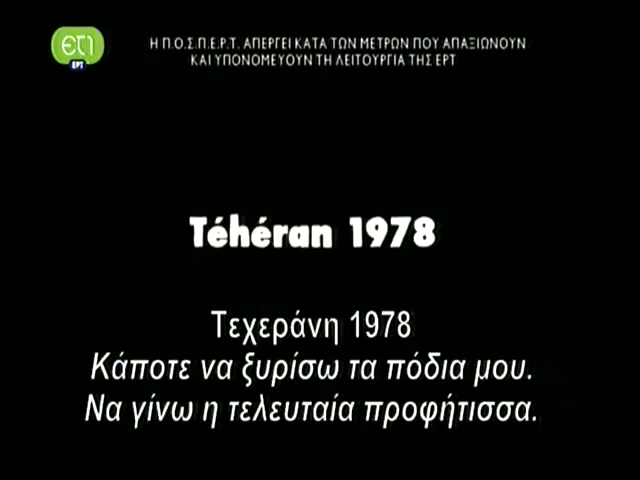 ετ1
ΕΡΤ
Η Π.Ο.Σ.Π.Ε.Ρ.Τ. ΑΠΕΡΓΕΙ ΚΑΤΑ ΤΩΝ ΜΕΤΡΩΝ ΠΟΥ ΑΠΑΞΙΩΝΟΥΝ
ΚΑΙ ΥΠΟΝΟΜΕΥΟΥΝ ΤΗ ΛΕΙΤΟΥΡΓΙΑ ΤΗΣ ΕΡΤ
Téhéran 1978
Τεχεράνη 1978
Κάποτε να ξυρίσω τα πόδια μου.
Να γίνω η τελευταία προφήτισσα.